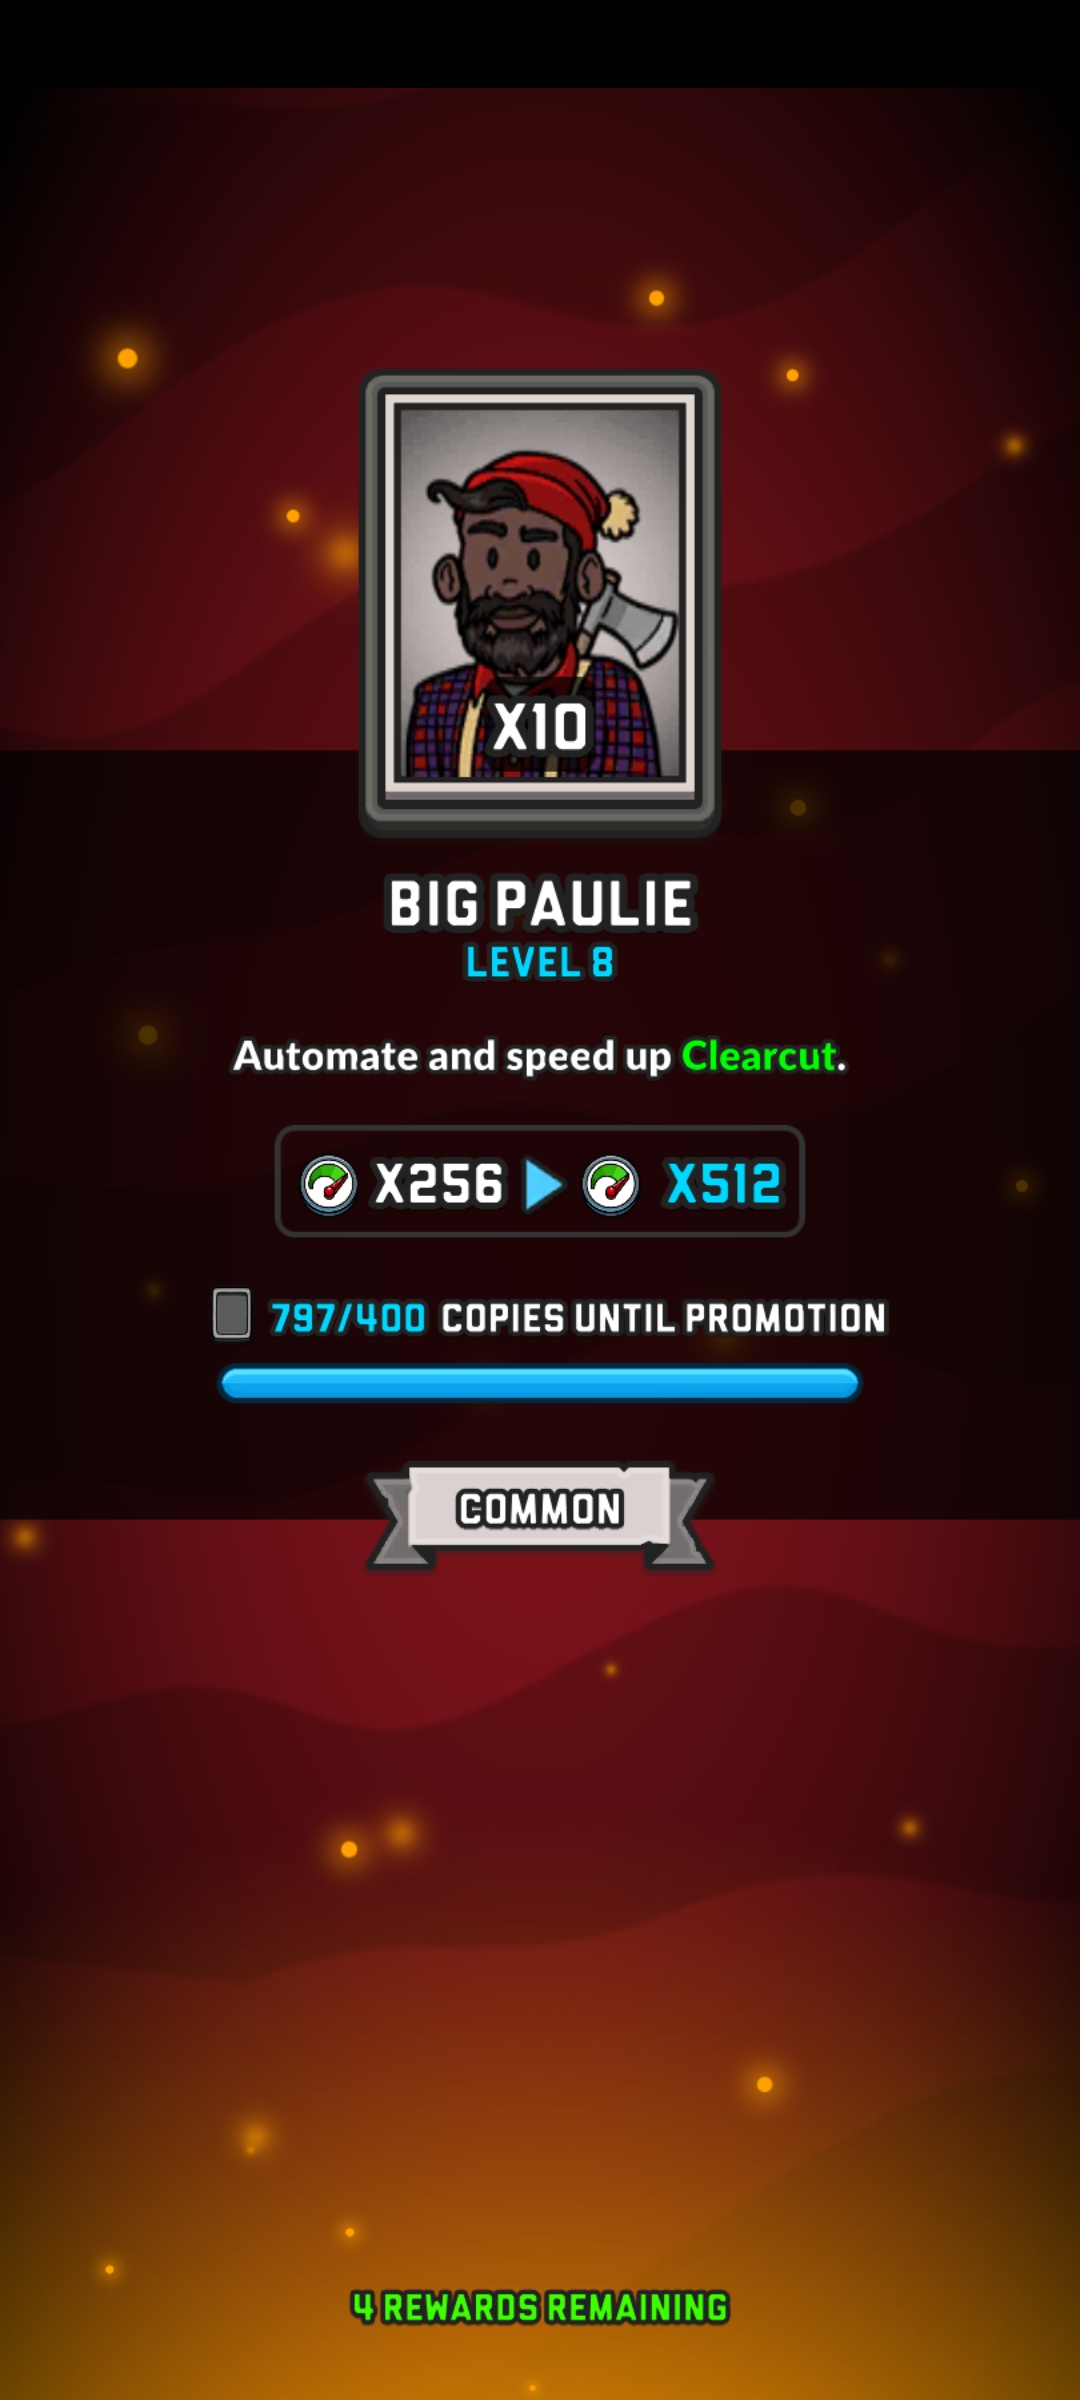 X10
BIG PAULIE
LEVEL 8
Automate and speed up Clearcut.
X256 X512
797/400 COPIES UNTIL PROMOTION
COMMON
4 REWARDS REMAINING